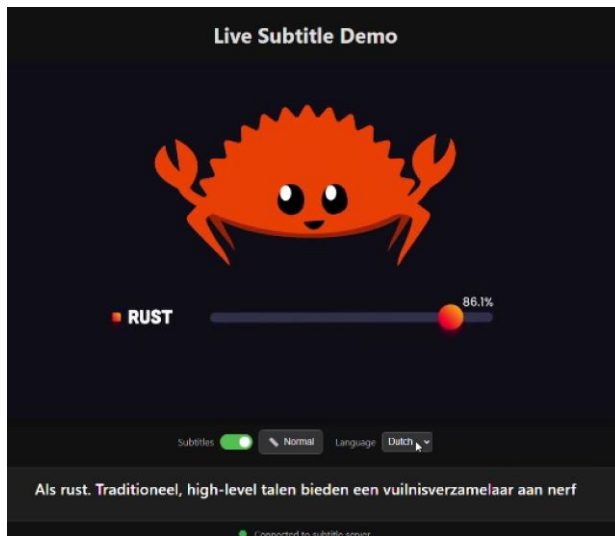 Live Subtitle Demo
86.1%
RUST
Subtitles Normal Language Dutch
Als rust. Traditioneel, high-level talen bieden een vuilnisverzamelaar aan nerf
Connected to subtitle server